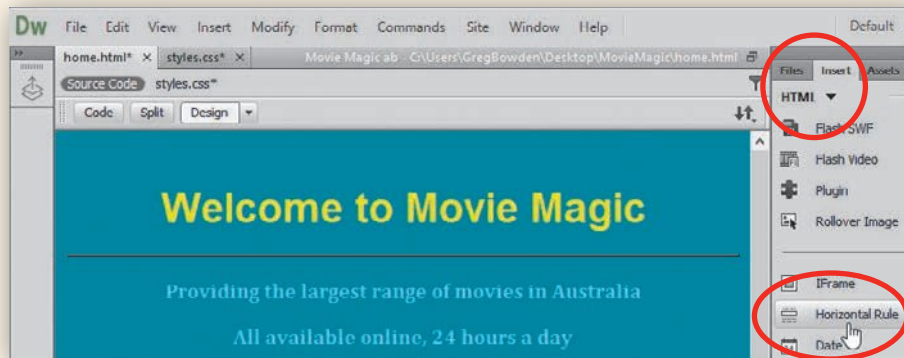 Dw File Edit View Insert Modify Format Commands Site Window Help Default
home.html* × styles.css* × Movie Magic ab - C:\Users\GregBowden\Desktop\MovieMagic\home.html
Source Code styles.css*
Code Split Design
Files Insert Assets
HTML
Flash SWF
Flash Video
Plugin
Rollover Image
IFrame
Horizontal Rule
Date
Welcome to Movie Magic
Providing the largest range of movies in Australia
All available online, 24 hours a day